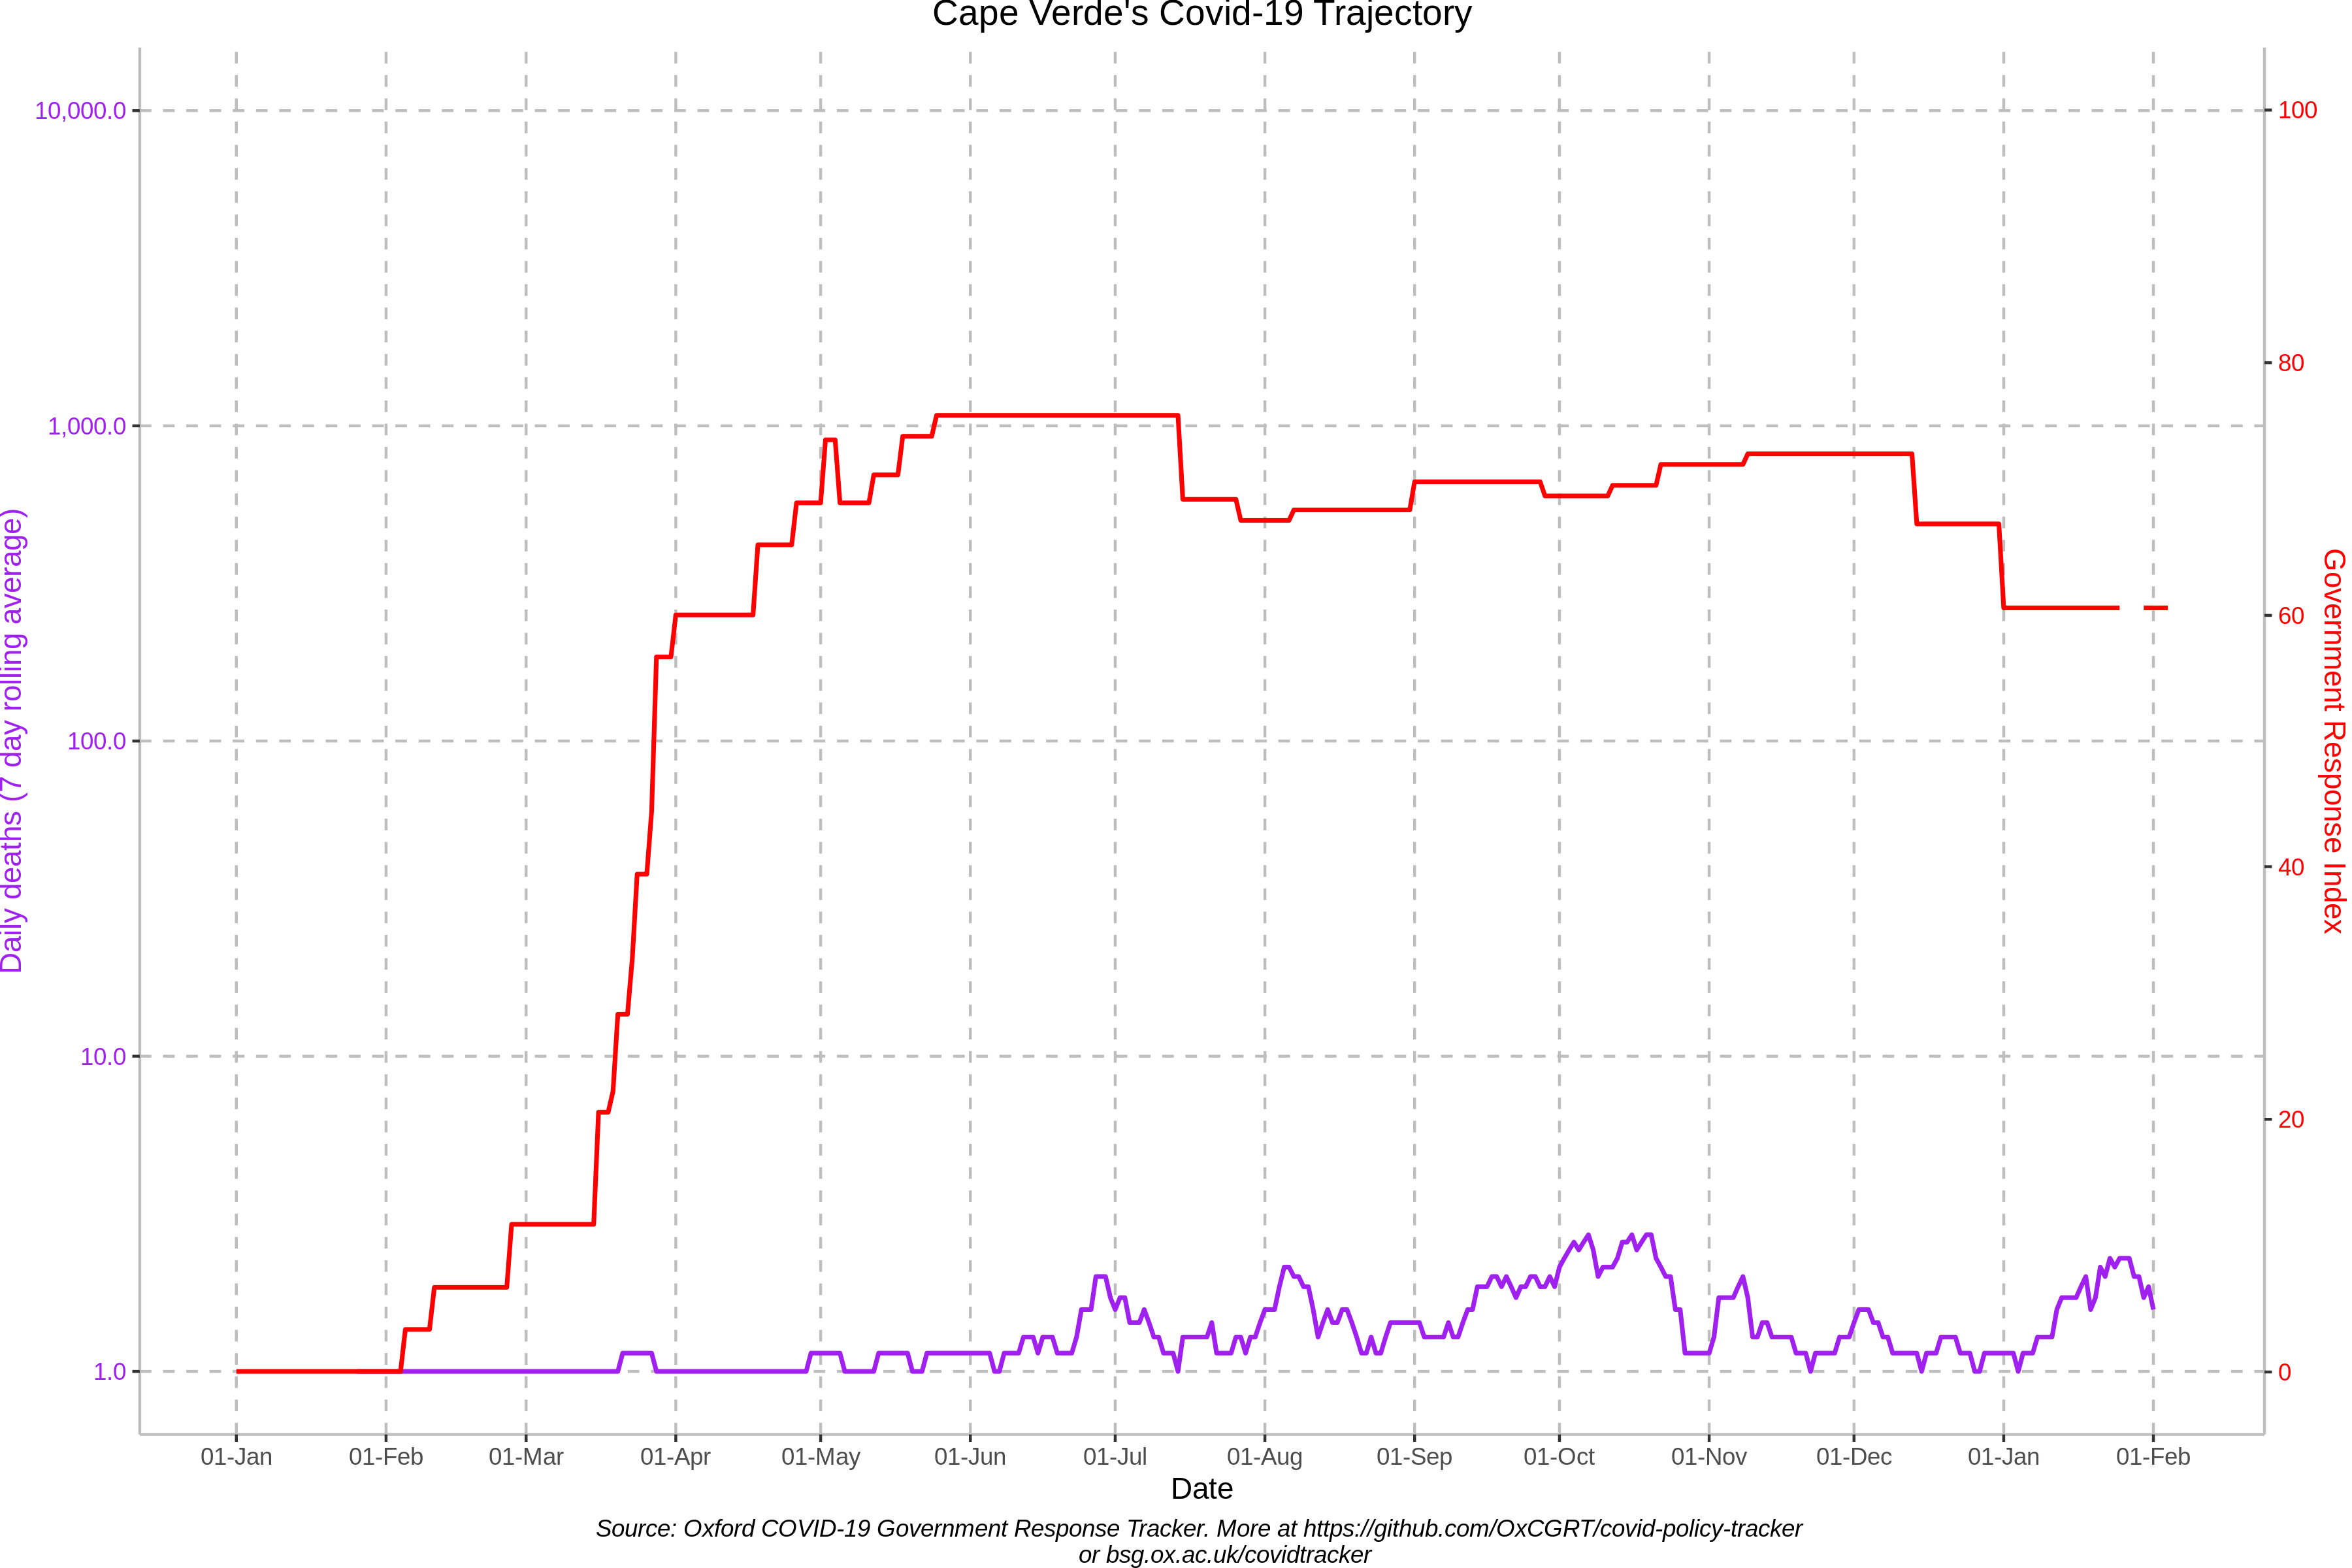 Cape Verde's Covid-19 Trajectory
10,000.0
1,000.0
100.0
10.0
1.0
Daily deaths (7 day rolling average)
100
80
60
40
20
0
Government Response Index
01-Jan 01-Feb 01-Mar 01-Apr 01-May 01-Jun 01-Jul 01-Aug 01-Sep 01-Oct 01-Nov 01-Dec 01-Jan 01-Feb
Date
Source: Oxford COVID-19 Government Response Tracker. More at https://github.com/OxCGRT/covid-policy-tracker
or bsg.ox.ac.uk/covidtracker